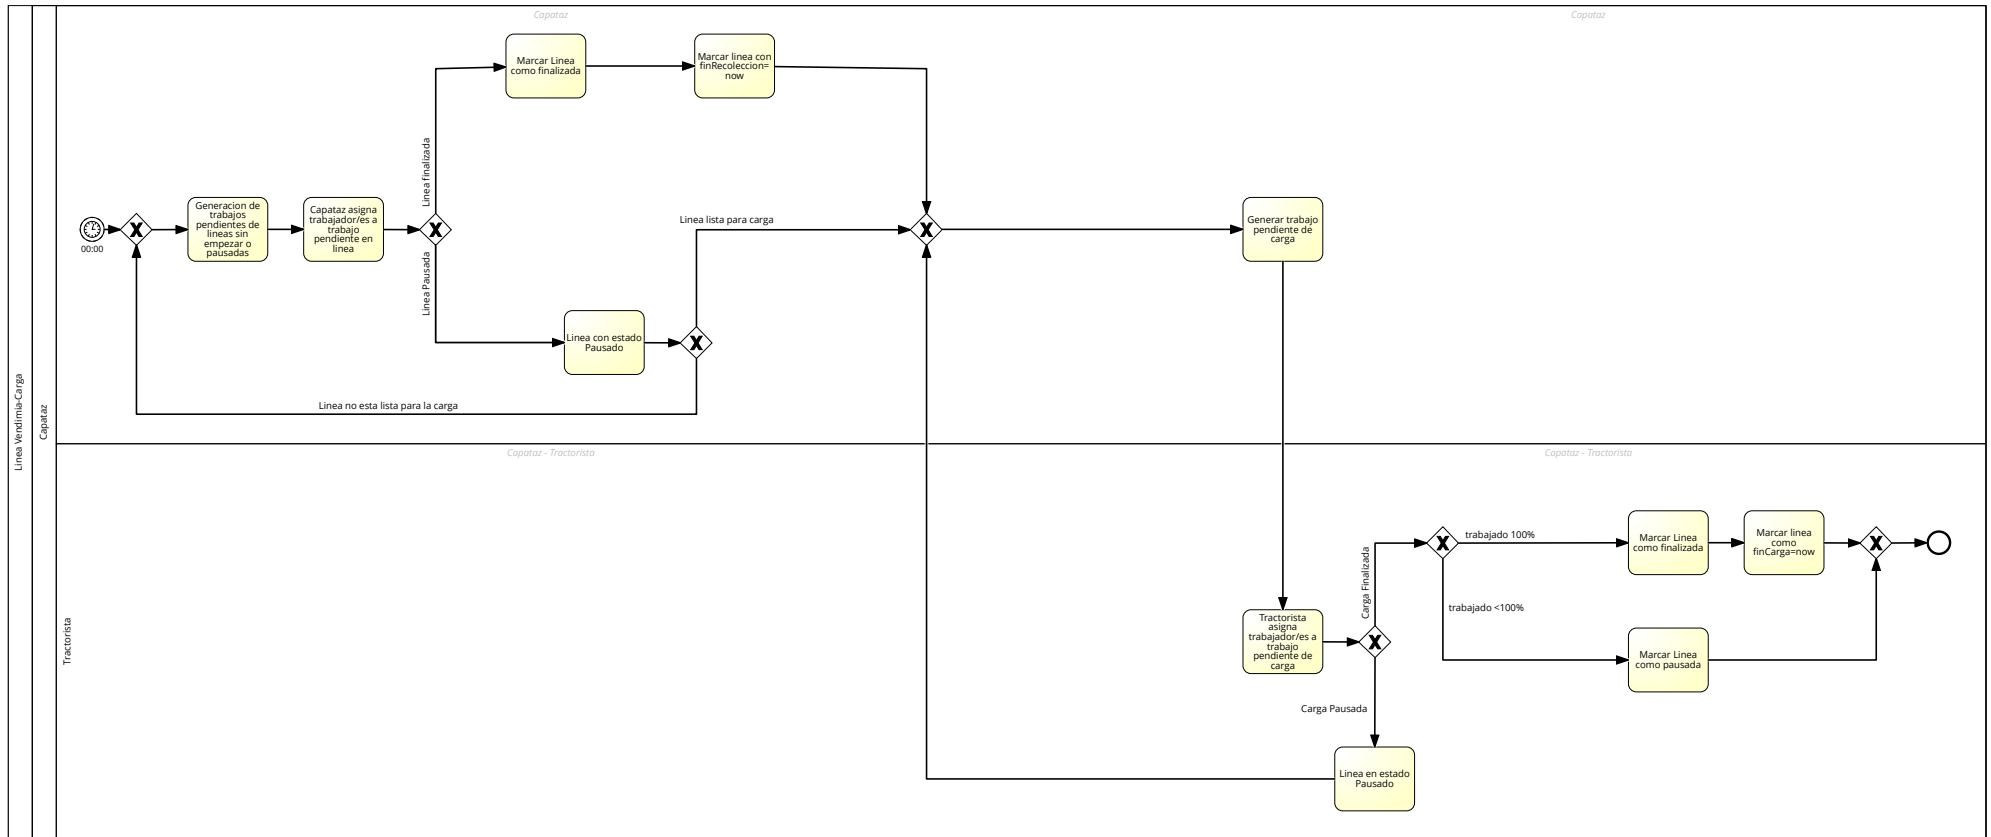 Linea Vendimia-Carga
Capataz
Capataz
Capataz
Marcar Linea
como finalizada
Marcar linea con
finRecoleccion=
now
Linea finalizada
00:00
Generacion de
trabajos
pendientes de
lineas sin
empezar o
pausadas
Capataz asigna
trabajador/es a
trabajo
pendiente en
linea
Linea Pausada
Linea lista para carga
Generar trabajo
pendiente de
carga
Linea con estado
Pausado
Linea no esta lista para la carga
Tractorista
Capataz - Tractorista
Capataz - Tractorista
Tractorista
asigna
trabajador/es a
trabajo
pendiente de
carga
Carga Finalizada
trabajado 100%
Marcar Linea
como finalizada
Marcar linea
como
finCarga=now
trabajado <100%
Marcar Linea
como pausada
Carga Pausada
Linea en estado
Pausado